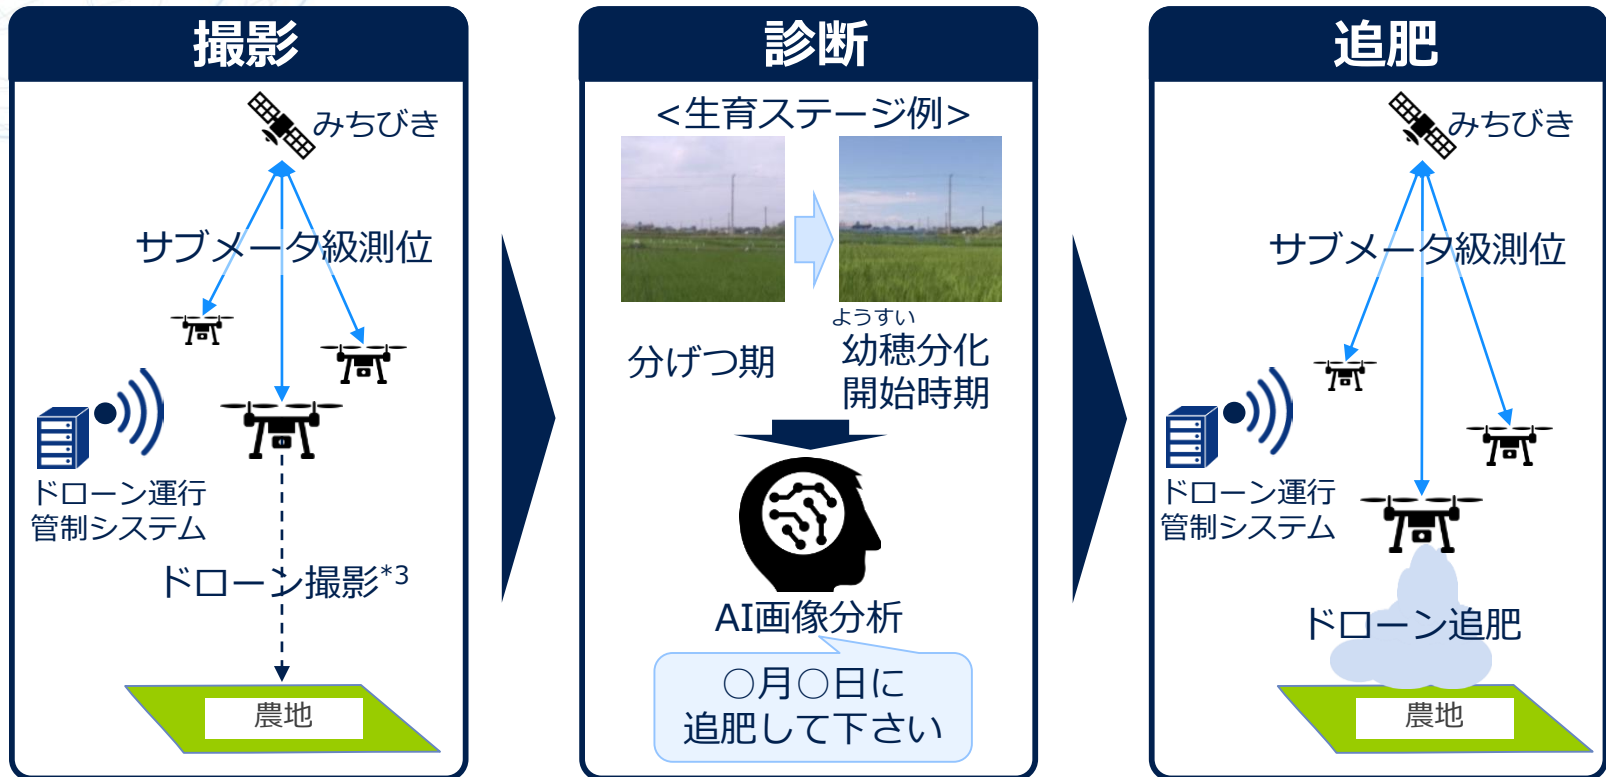 撮影
みちびき
サブメータ級測位
ドローン運行
管制システム
ドローン撮影*3
農地
診断
<生育ステージ例>
分げつ期
ようすい
幼穂分化
開始時期
AI画像分析
○月○日に
追肥して下さい
追肥
みちびき
サブメータ級測位
ドローン運行
管制システム
ドローン追肥
農地